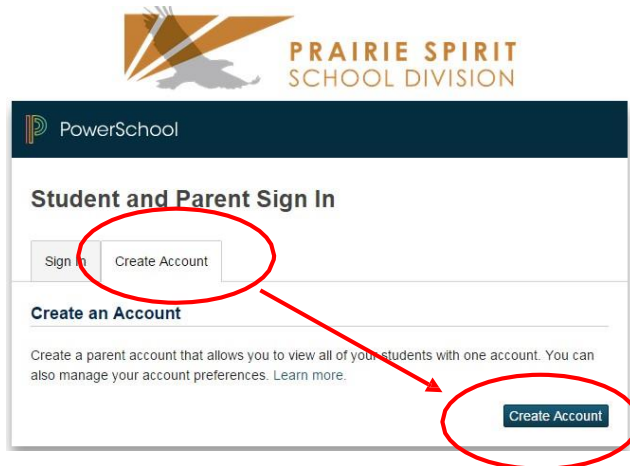 PRAIRIE SPIRIT
SCHOOL DIVISION
PowerSchool
Student and Parent Sign In
Sign In Create Account
Create an Account
Create a parent account that allows you to view all of your students with one account. You can
also manage your account preferences. Learn more.
Create Account